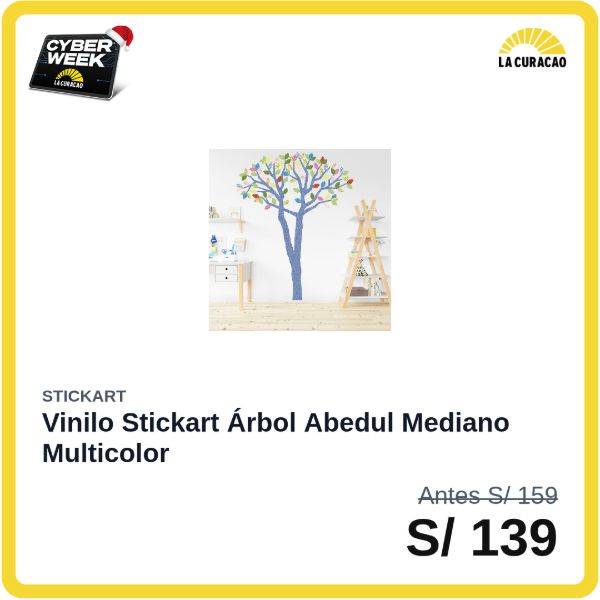 CYBER
WEEK
LA CURACAO
LA CURACAO
STICKART
Vinilo Stickart Árbol Abedul Mediano
Multicolor
Antes S/ 159
S/ 139